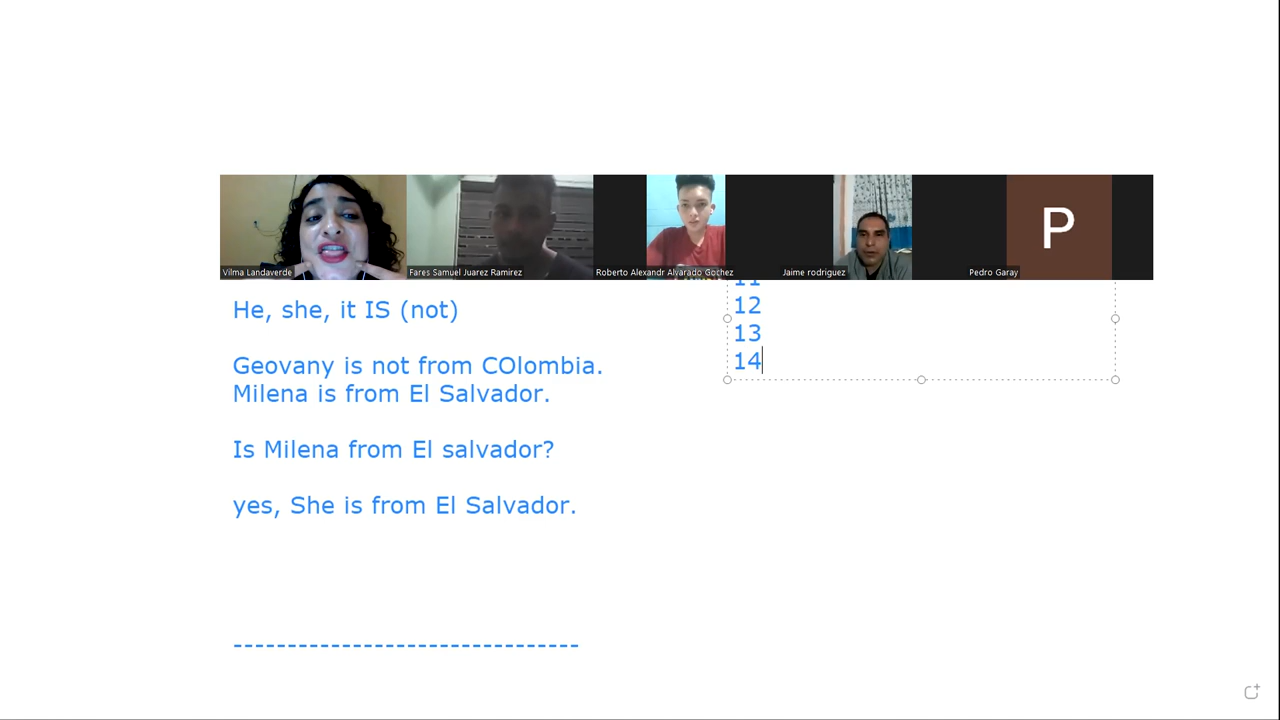 Vilma Landaverde
Fares Samuel Juarez Ramirez
Roberto Alexandr Alvarado Gochez
Jaime rodriguez
P
Pedro Garay
He, she, it IS (not)
Geovany is not from COlombia.
Milena is from El Salvador.
Is Milena from El salvador?
yes, She is from El Salvador.
-------------------------------
11
12
13
14